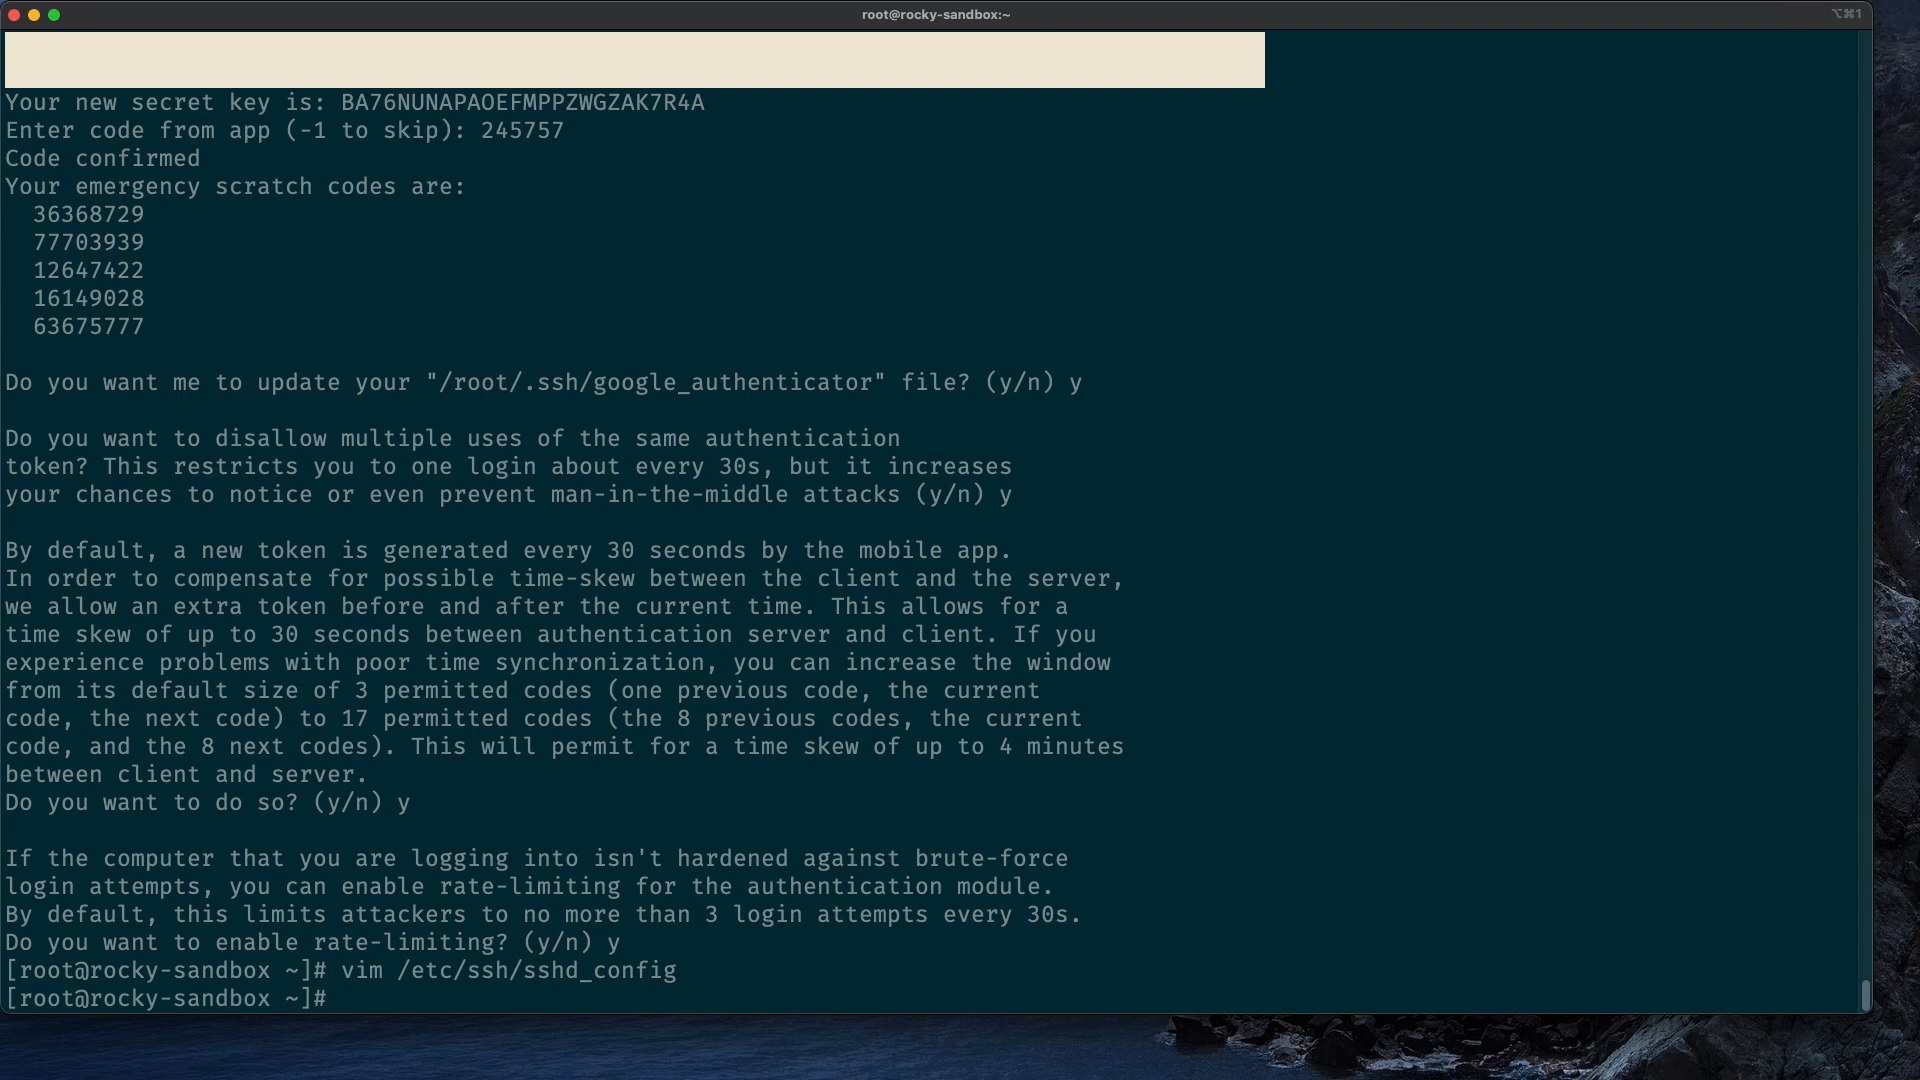 root@rocky-sandbox:~
⌥⌘1
Your new secret key is: BA76NUNAPAOEFMPPZWGZAK7R4A
Enter code from app (-1 to skip): 245757
Code confirmed
Your emergency scratch codes are:
36368729
77703939
12647422
16149028
63675777
Do you want me to update your "/root/.ssh/google_authenticator" file? (y/n) y
Do you want to disallow multiple uses of the same authentication
token? This restricts you to one login about every 30s, but it increases
your chances to notice or even prevent man-in-the-middle attacks (y/n) y
By default, a new token is generated every 30 seconds by the mobile app.
In order to compensate for possible time-skew between the client and the server,
we allow an extra token before and after the current time. This allows for a
time skew of up to 30 seconds between authentication server and client. If you
experience problems with poor time synchronization, you can increase the window
from its default size of 3 permitted codes (one previous code, the current
code, the next code) to 17 permitted codes (the 8 previous codes, the current
code, and the 8 next codes). This will permit for a time skew of up to 4 minutes
between client and server.
Do you want to do so? (y/n) y
If the computer that you are logging into isn't hardened against brute-force
login attempts, you can enable rate-limiting for the authentication module.
By default, this limits attackers to no more than 3 login attempts every 30s.
Do you want to enable rate-limiting? (y/n) y
[root@rocky-sandbox ~]# vim /etc/ssh/sshd_config
[root@rocky-sandbox ~]#